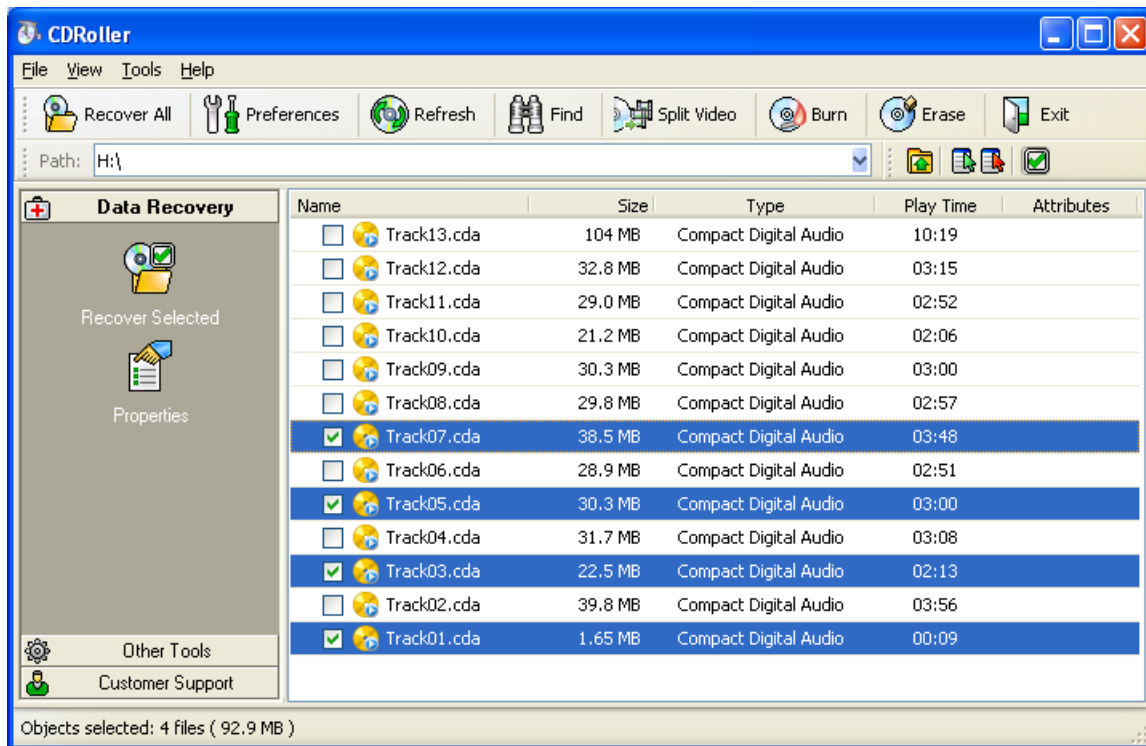 CDRoller
File View Tools Help
Recover All Preferences Refresh Find Split Video Burn Erase Exit
Path: H:\
Data Recovery
Recover Selected
Properties
Other Tools
Customer Support
Name Size Type Play Time Attributes
Track13.cda 104 MB Compact Digital Audio 10:19
Track12.cda 32.8 MB Compact Digital Audio 03:15
Track11.cda 29.0 MB Compact Digital Audio 02:52
Track10.cda 21.2 MB Compact Digital Audio 02:06
Track09.cda 30.3 MB Compact Digital Audio 03:00
Track08.cda 29.8 MB Compact Digital Audio 02:57
Track07.cda 38.5 MB Compact Digital Audio 03:48
Track06.cda 28.9 MB Compact Digital Audio 02:51
Track05.cda 30.3 MB Compact Digital Audio 03:00
Track04.cda 31.7 MB Compact Digital Audio 03:08
Track03.cda 22.5 MB Compact Digital Audio 02:13
Track02.cda 39.8 MB Compact Digital Audio 03:56
Track01.cda 1.65 MB Compact Digital Audio 00:09
Objects selected: 4 files ( 92.9 MB )